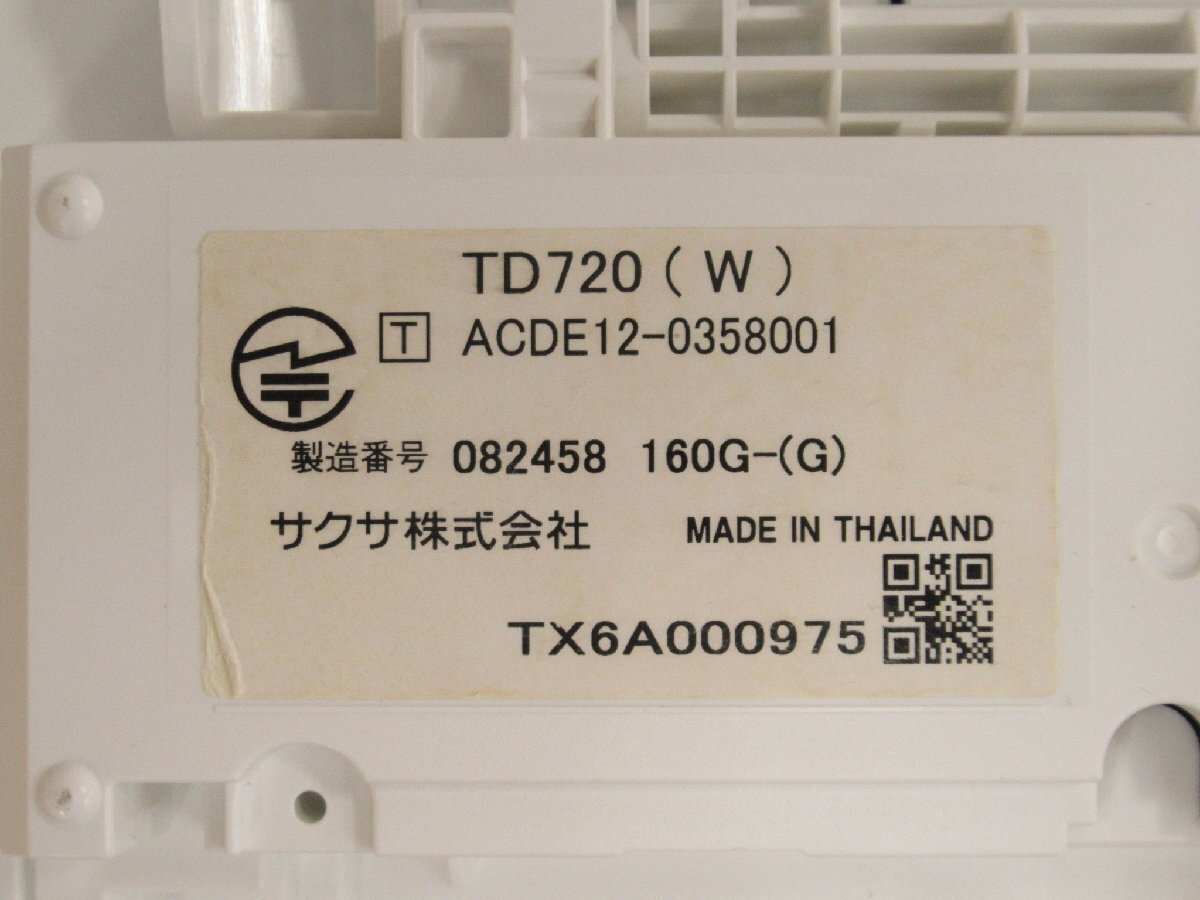 TD720 ( W )
T ACDE12-0358001
製造番号 082458 160G-(G)
サクサ株式会社 MADE IN THAILAND
TX6A000975